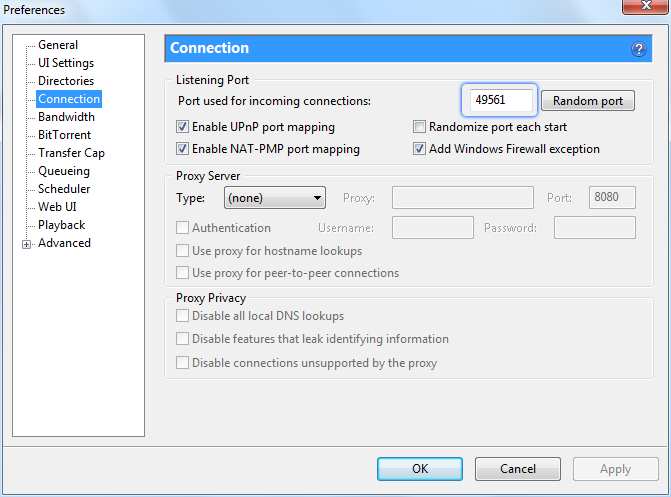 Preferences
General
UI Settings
Directories
Connection
Bandwidth
BitTorrent
Transfer Cap
Queueing
Scheduler
Web UI
Playback
Advanced
Connection
Listening Port
Port used for incoming connections: 49561 Random port
Enable UPnP port mapping Randomize port each start
Enable NAT-PMP port mapping Add Windows Firewall exception
Proxy Server
Type: (none) Proxy: Port: 8080
Authentication Username: Password:
Use proxy for hostname lookups
Use proxy for peer-to-peer connections
Proxy Privacy
Disable all local DNS lookups
Disable features that leak identifying information
Disable connections unsupported by the proxy
OK Cancel Apply